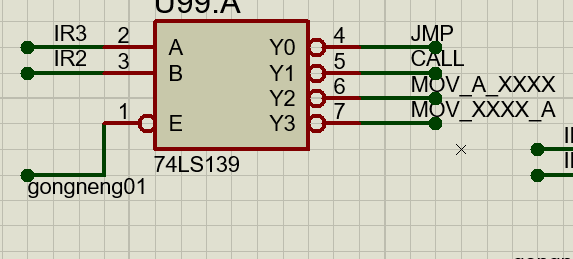 U99:A
IR3 2 A Y0 4 JMP
IR2 3 B Y1 5 CALL
Y2 6 MOV_A_XXXX
1 E Y3 7 MOV_XXXX_A
74LS139
gongneng01